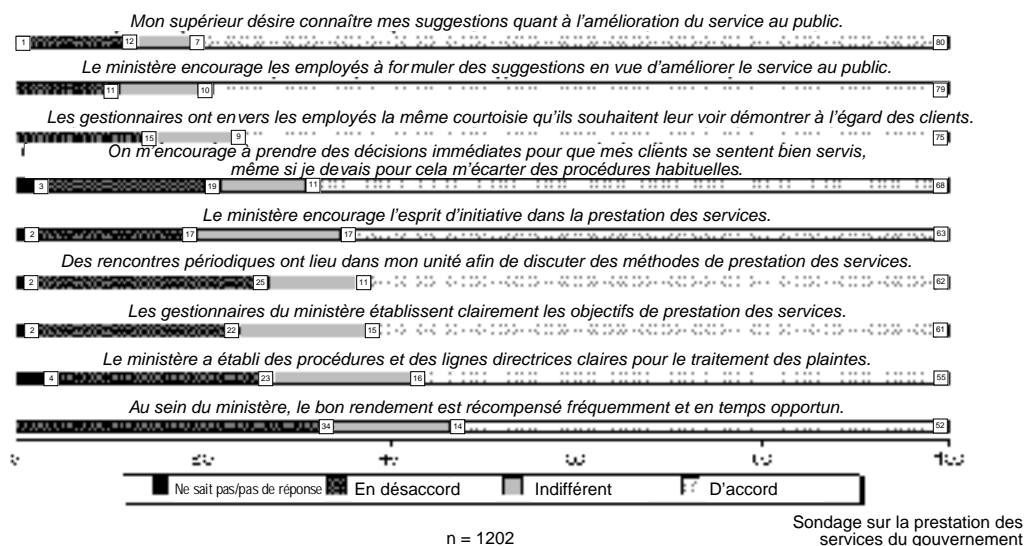 Mon supérieur désire connaître mes suggestions quant à l'amélioration du service au public.
1 12 7 80
Le ministère encourage les employés à formuler des suggestions en vue d'améliorer le service au public.
11 10 79
Les gestionnaires ont envers les employés la même courtoisie qu'ils souhaitent leur voir démontrer à l'égard des clients.
15 9 75
On m'encourage à prendre des décisions immédiates pour que mes clients se sentent bien servis,
même si je devais pour cela m'écarter des procédures habituelles.
3 19 11 68
Le ministère encourage l'esprit d'initiative dans la prestation des services.
2 17 17 63
Des rencontres périodiques ont lieu dans mon unité afin de discuter des méthodes de prestation des services.
2 25 11 62
Les gestionnaires du ministère établissent clairement les objectifs de prestation des services.
2 22 15 61
Le ministère a établi des procédures et des lignes directrices claires pour le traitement des plaintes.
4 23 16 55
Au sein du ministère, le bon rendement est récompensé fréquemment et en temps opportun.
34 14 52
Ne sait pas/pas de réponse En désaccord Indifférent D'accord
n = 1202
Sondage sur la prestation des
services du gouvernement